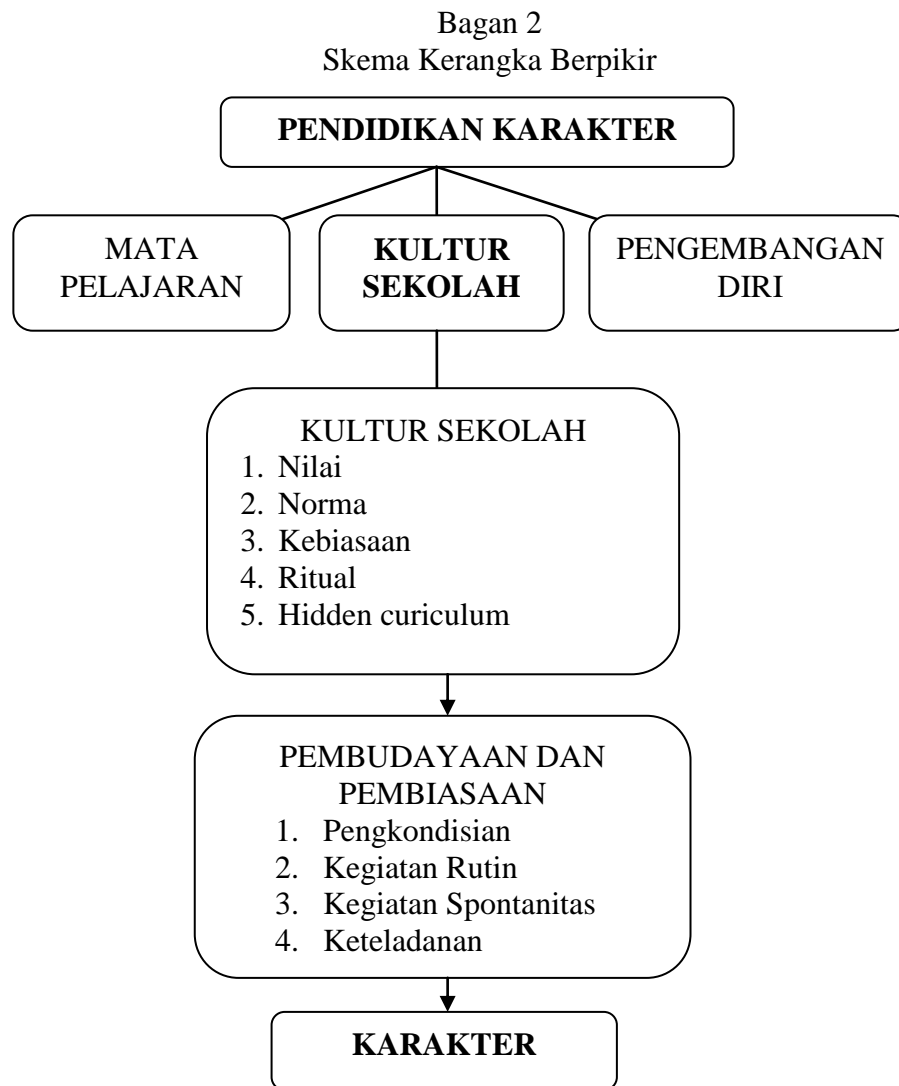 Bagan 2
Skema Kerangka Berpikir
PENDIDIKAN KARAKTER
MATA
PELAJARAN
KULTUR
SEKOLAH
PENGEMBANGAN
DIRI
KULTUR SEKOLAH
1. Nilai
2. Norma
3. Kebiasaan
4. Ritual
5. Hidden curiculum
PEMBUDAYAAN DAN
PEMBIASAAN
1. Pengkondisian
2. Kegiatan Rutin
3. Kegiatan Spontanitas
4. Keteladanan
KARAKTER